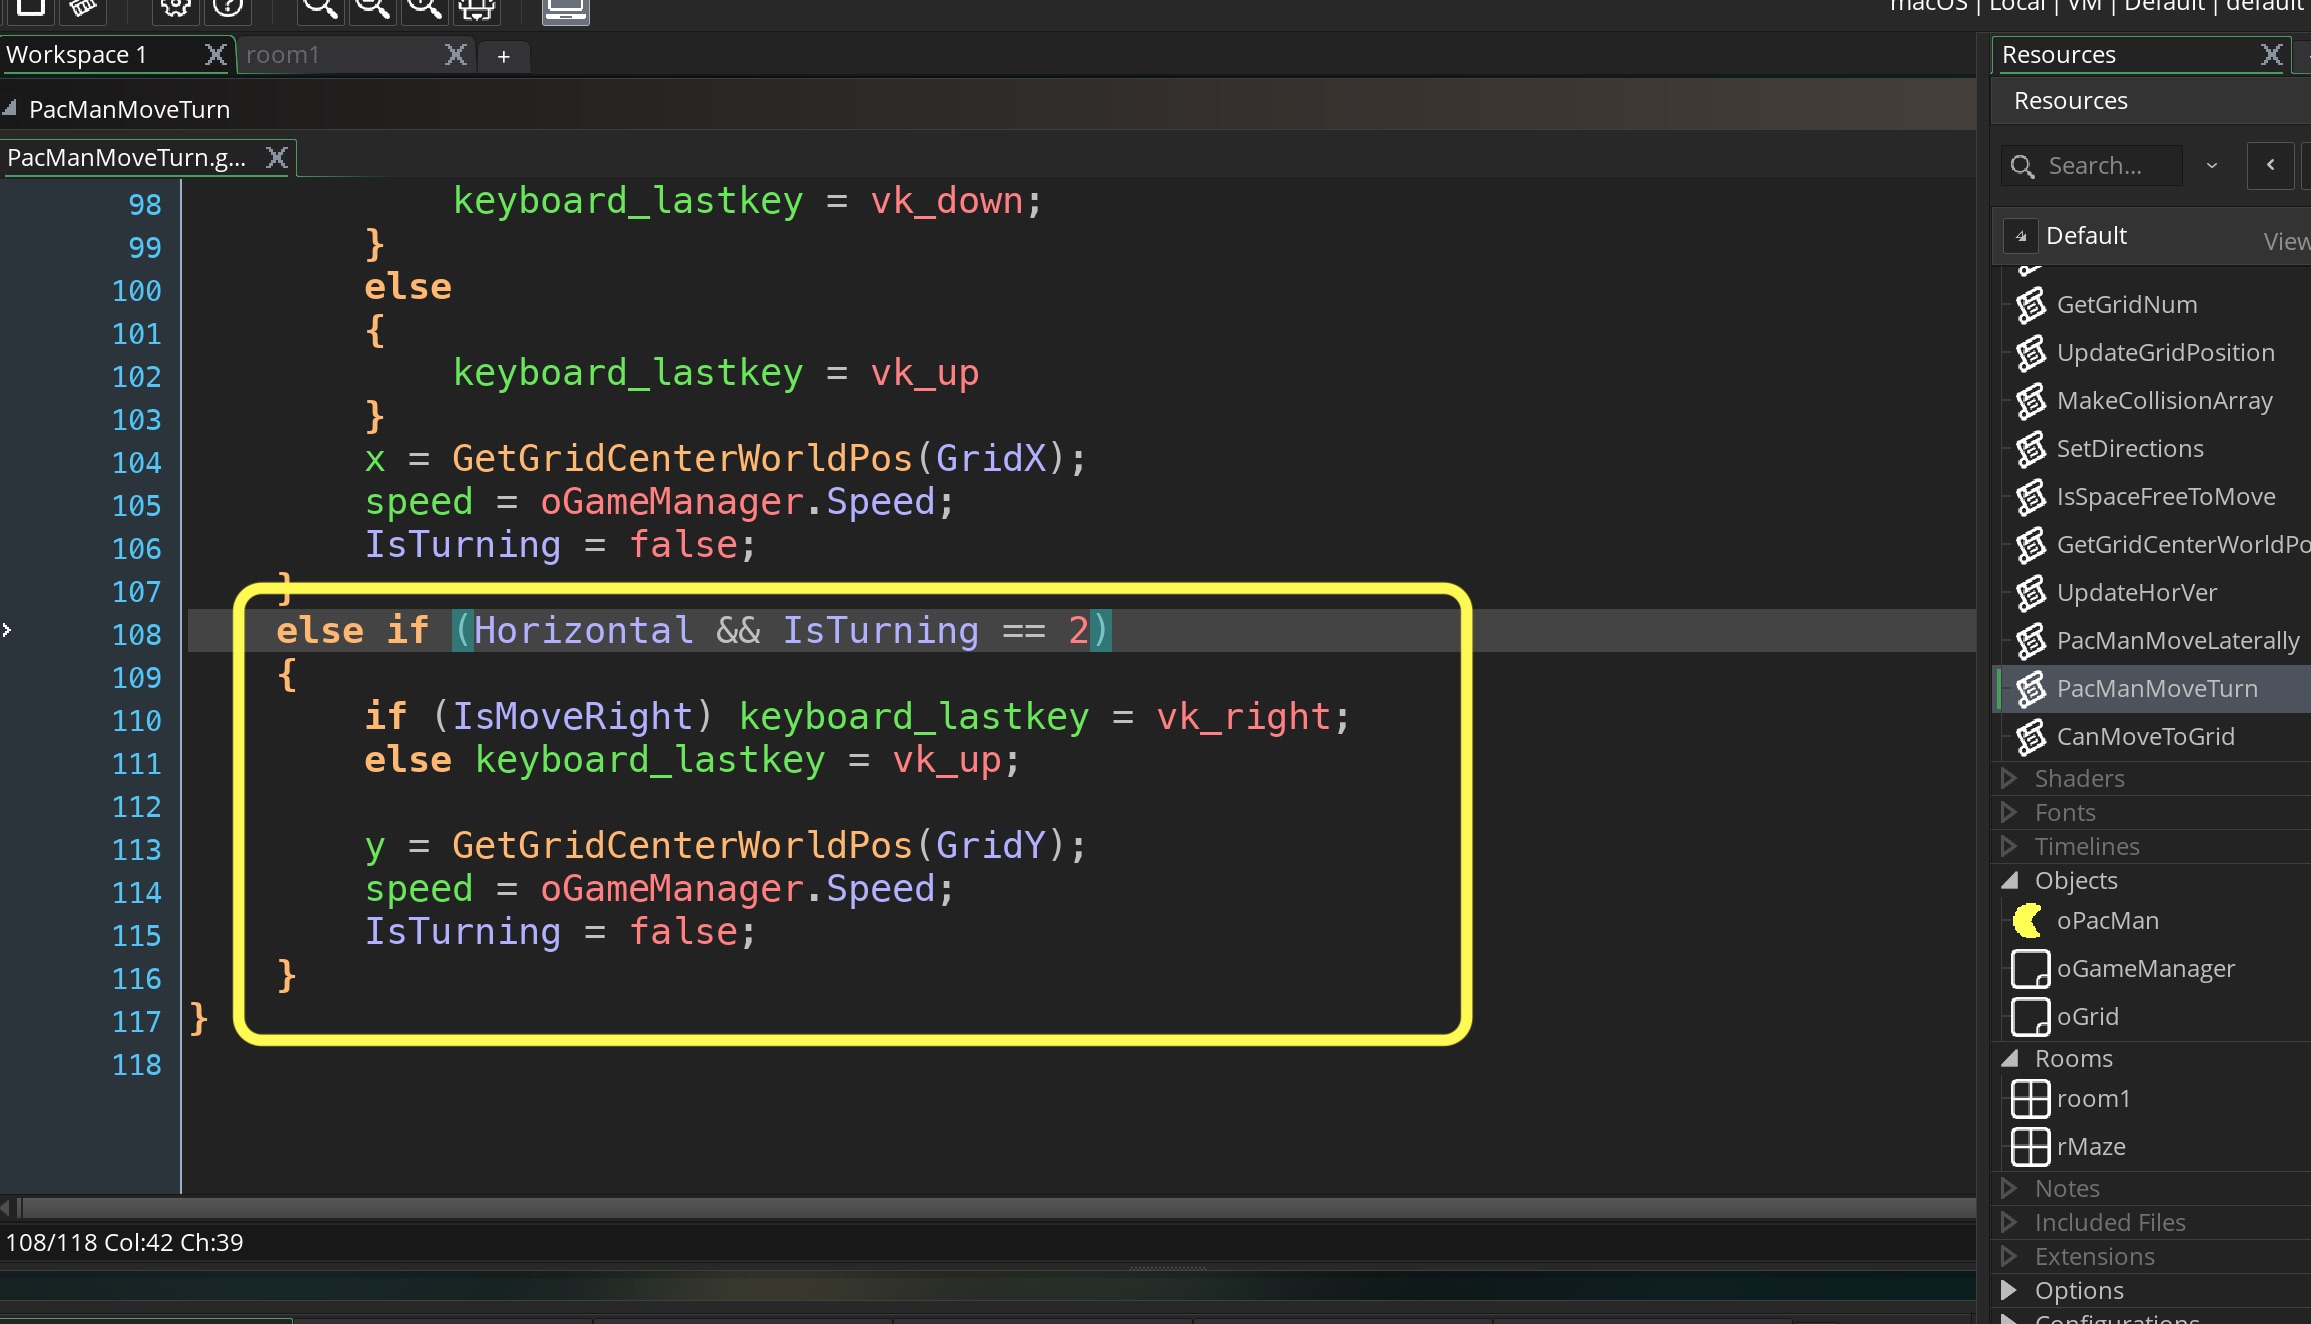 macOS | Local | VM | Default | default
Workspace 1
room1
+
Resources
PacManMoveTurn
Resources
PacManMoveTurn.g...
Search...
Default
View
98 keyboard_lastkey = vk_down;
99 }
100 else
101 {
102 keyboard_lastkey = vk_up
103 }
104 x = GetGridCenterWorldPos(GridX);
105 speed = oGameManager.Speed;
106 IsTurning = false;
107 }
108 else if (Horizontal && IsTurning == 2)
109 {
110 if (IsMoveRight) keyboard_lastkey = vk_right;
111 else keyboard_lastkey = vk_up;
112
113 y = GetGridCenterWorldPos(GridY);
114 speed = oGameManager.Speed;
115 IsTurning = false;
116 }
117 }
118
108/118 Col:42 Ch:39
GetGridNum
UpdateGridPosition
MakeCollisionArray
SetDirections
IsSpaceFreeToMove
GetGridCenterWorldPo
UpdateHorVer
PacManMoveLaterally
PacManMoveTurn
CanMoveToGrid
Shaders
Fonts
Timelines
Objects
oPacMan
oGameManager
oGrid
Rooms
room1
rMaze
Notes
Included Files
Extensions
Options
Configurations